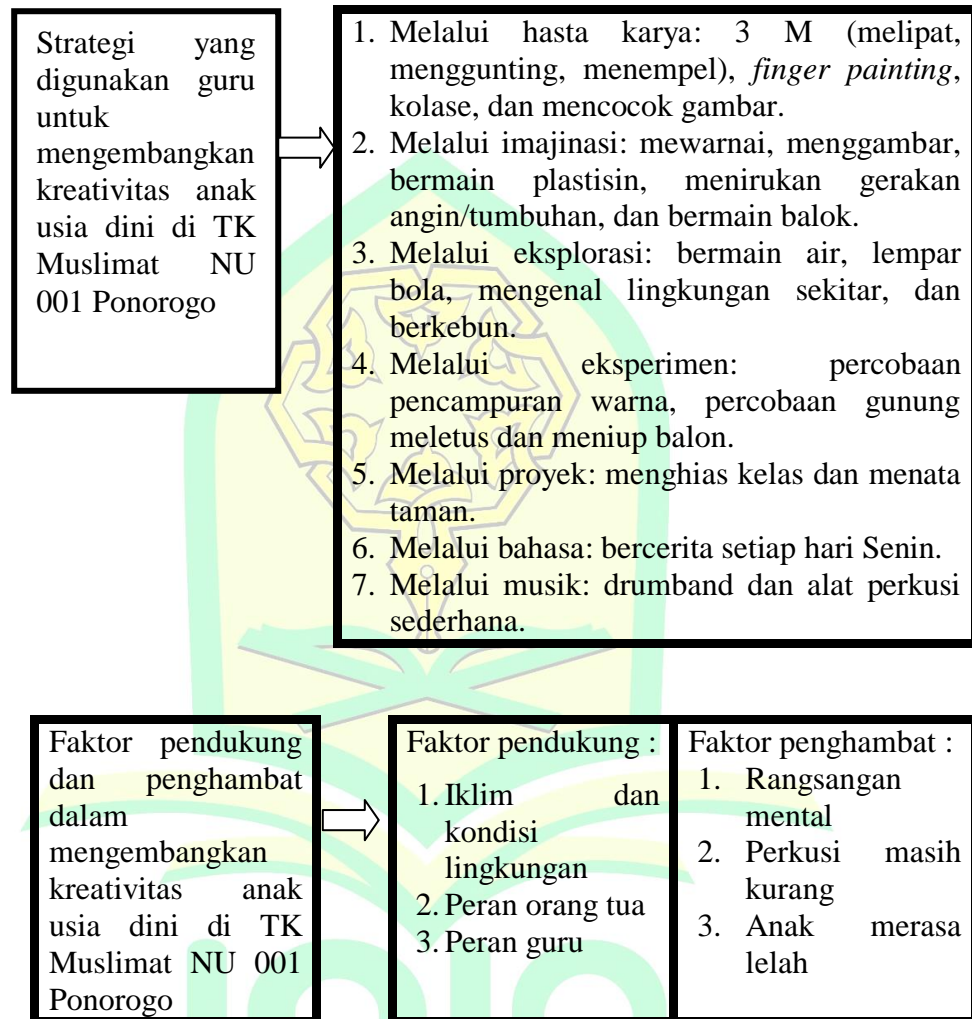 Strategi yang
digunakan guru
untuk
mengembangkan
kreativitas anak
usia dini di TK
Muslimat NU
001 Ponorogo
1. Melalui hasta karya: 3 M (melipat,
menggunting, menempel), finger painting,
kolase, dan mencocok gambar.
2. Melalui imajinasi: mewarnai, menggambar,
bermain plastisin, menirukan gerakan
angin/tumbuhan, dan bermain balok.
3. Melalui eksplorasi: bermain air, lempar
bola, mengenal lingkungan sekitar, dan
berkebun.
4. Melalui eksperimen: percobaan
pencampuran warna, percobaan gunung
meletus dan meniup balon.
5. Melalui proyek: menghias kelas dan menata
taman.
6. Melalui bahasa: bercerita setiap hari Senin.
7. Melalui musik: drumband dan alat perkusi
sederhana.
Faktor pendukung
dan penghambat
dalam
mengembangkan
kreativitas anak
usia dini di TK
Muslimat NU 001
Ponorogo
Faktor pendukung :
1. Iklim dan
kondisi
lingkungan
2. Peran orang tua
3. Peran guru
Faktor penghambat :
1. Rangsangan
mental
2. Perkusi masih
kurang
3. Anak merasa
lelah